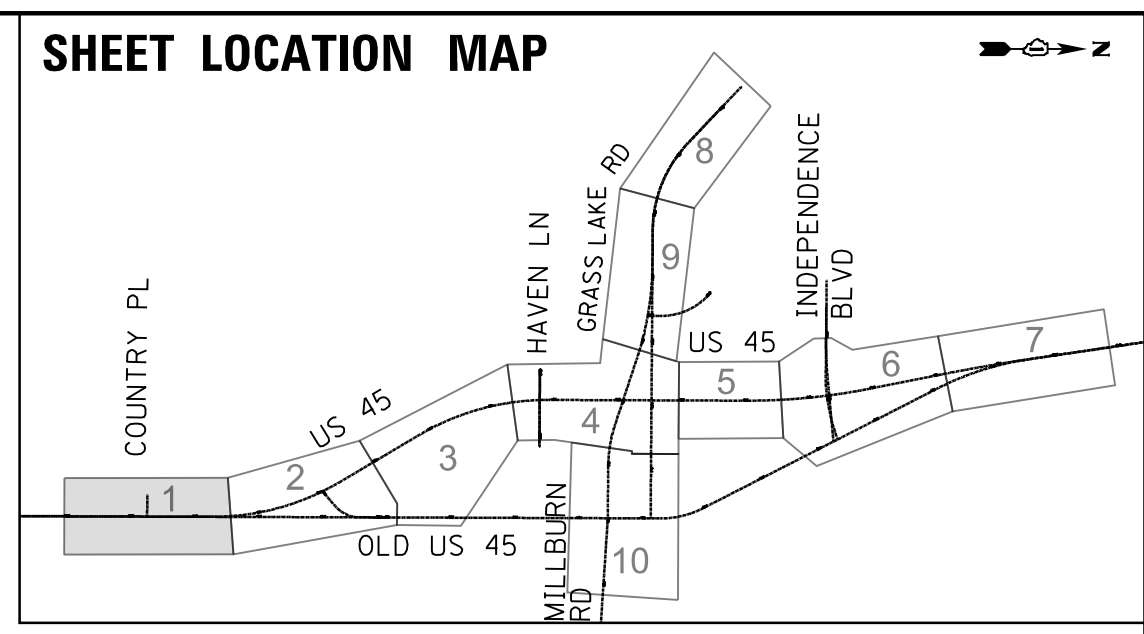 SHEET LOCATION MAP
N
COUNTRY PL
US 45
HAVEN LN
GRASS LAKE RD
INDEPENDENCE
BLVD
US 45
OLD US 45
MILLBURN
RD
1
2
3
4
5
6
7
8
9
10